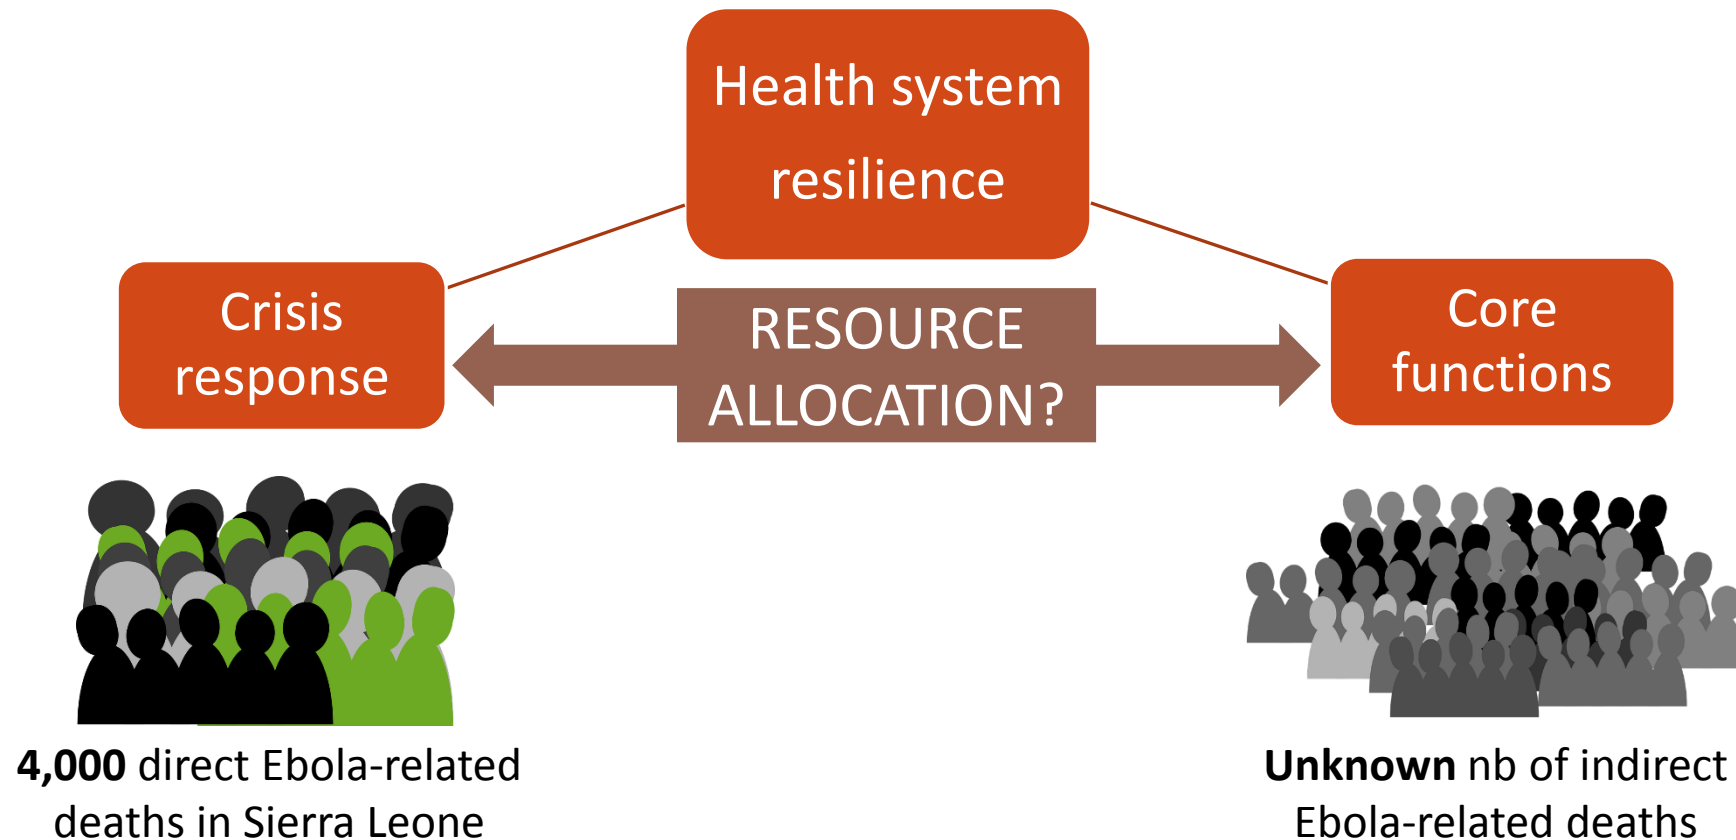 Health system
resilience
Crisis
response
RESOURCE
ALLOCATION?
Core
functions
4,000 direct Ebola-related
deaths in Sierra Leone
Unknown nb of indirect
Ebola-related deaths